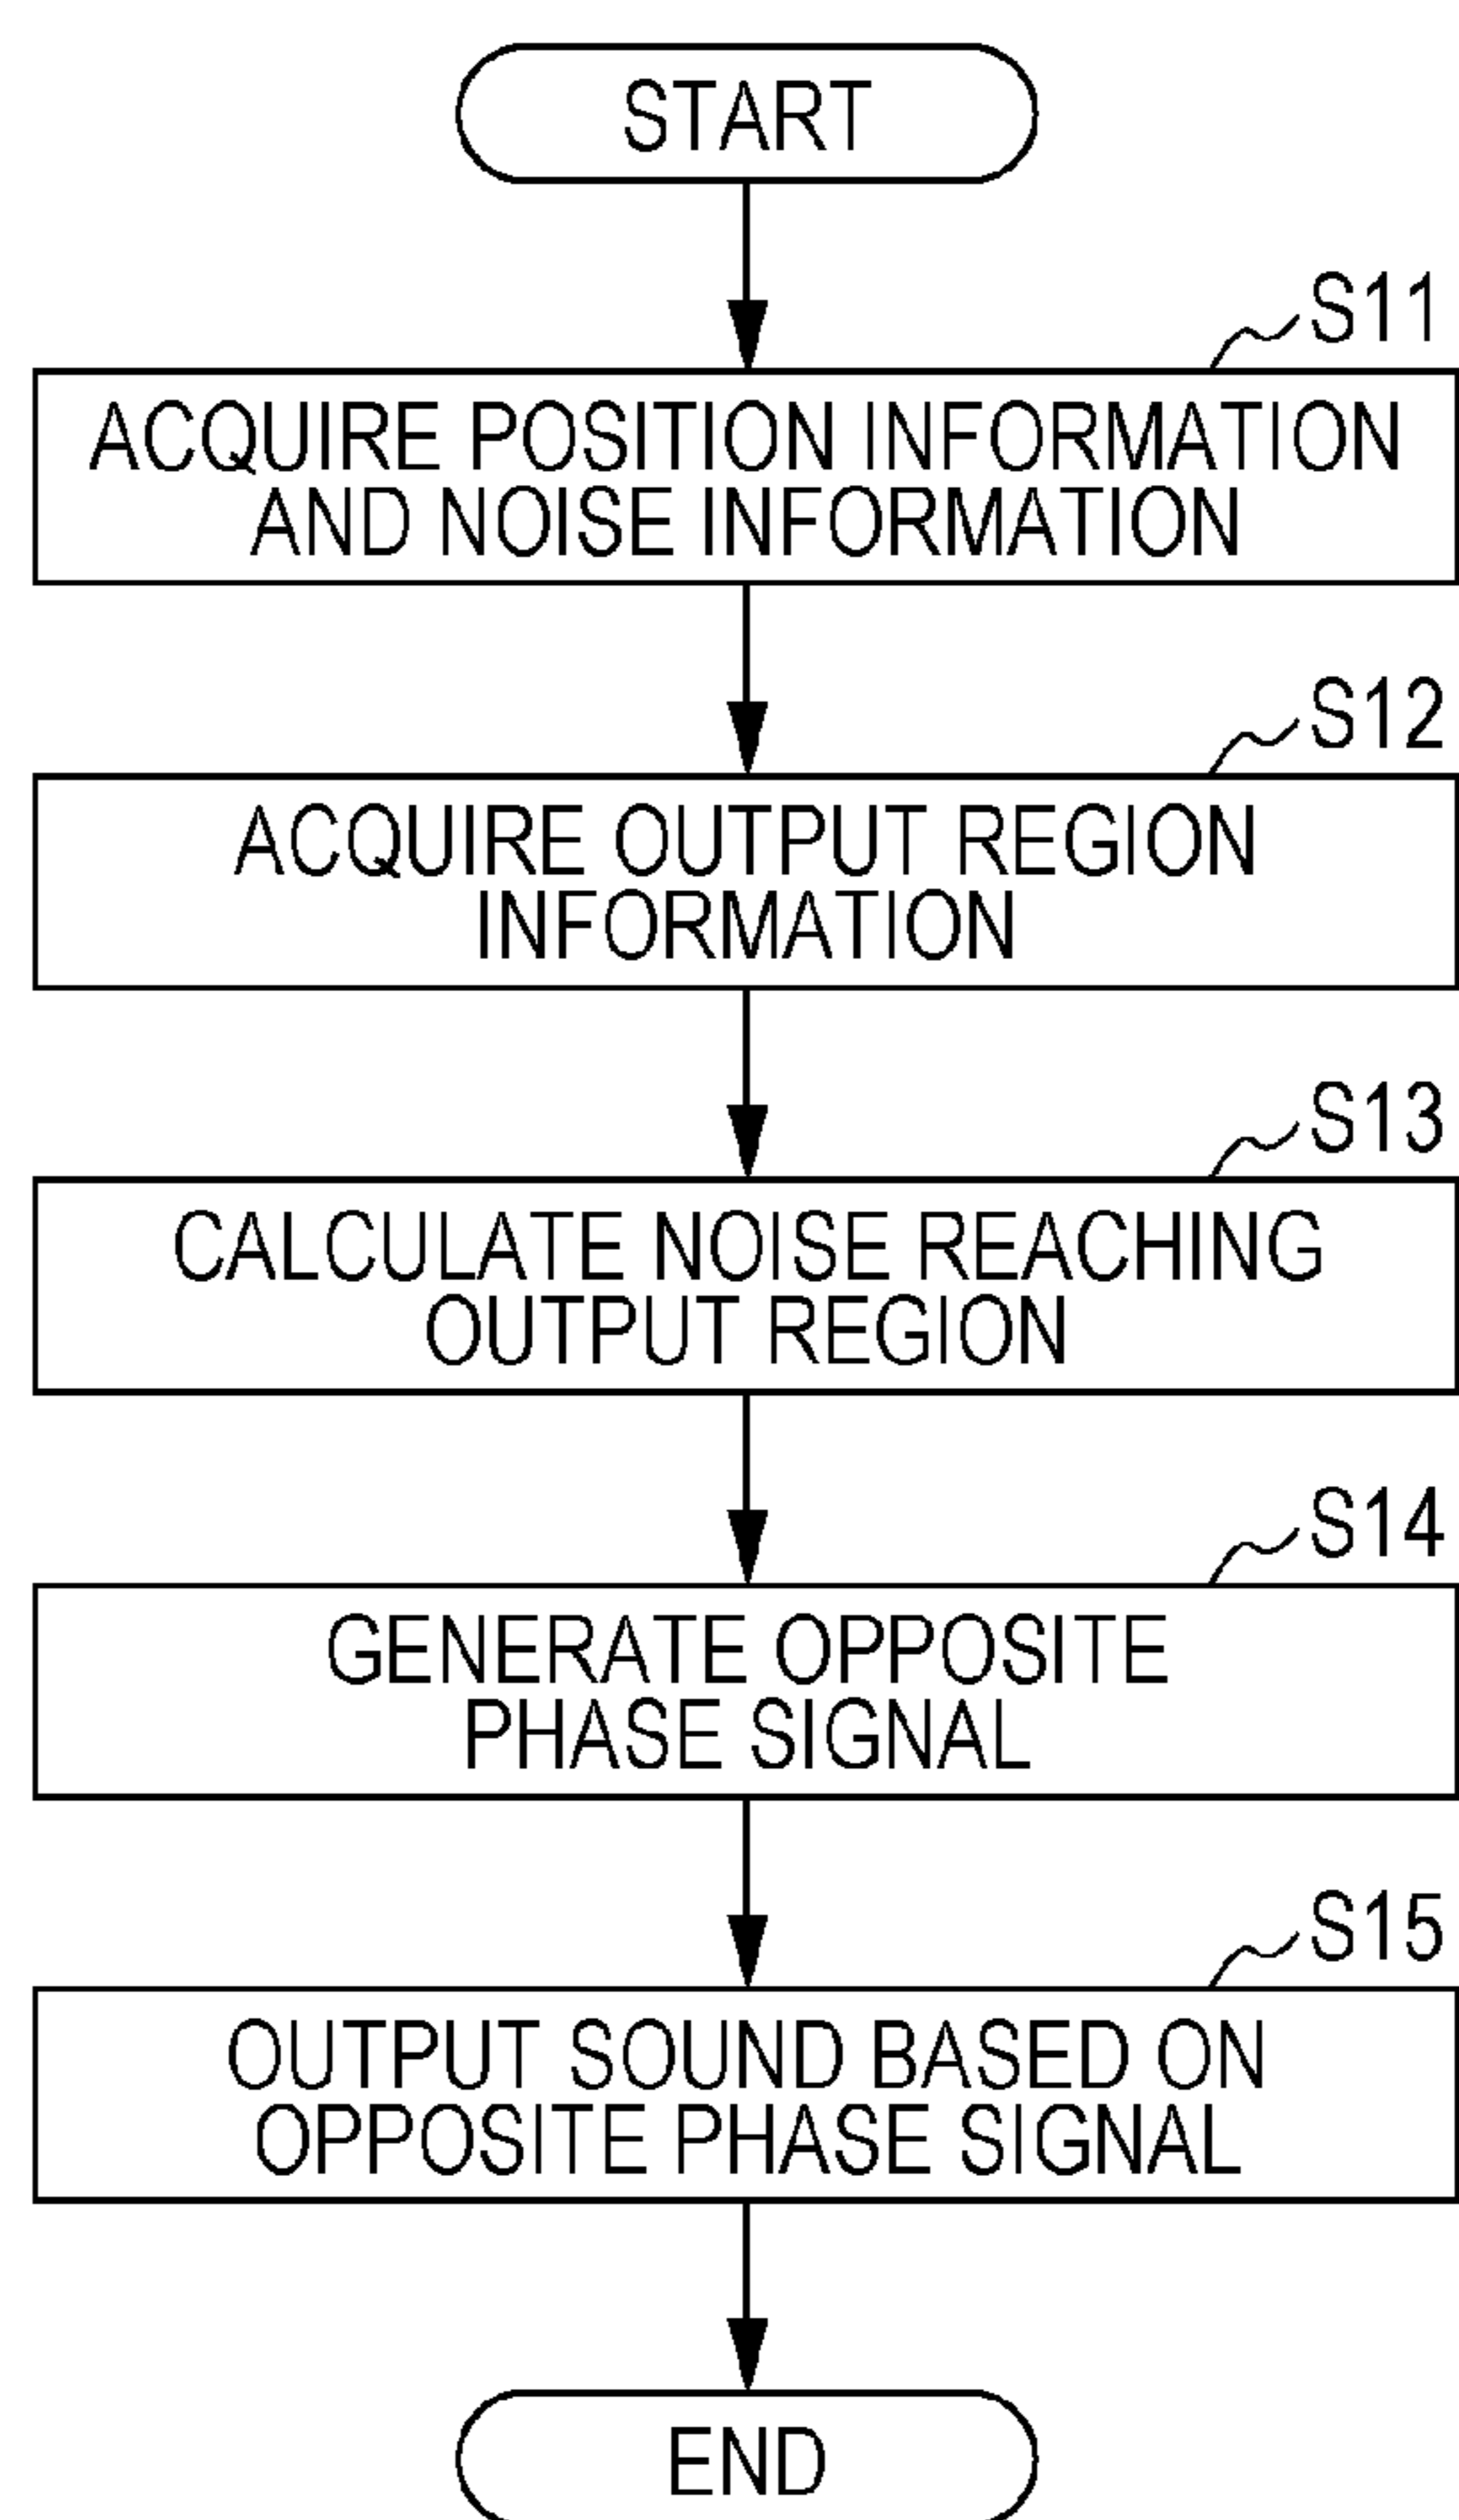 START
S11
ACQUIRE POSITION INFORMATION
AND NOISE INFORMATION
S12
ACQUIRE OUTPUT REGION
INFORMATION
S13
CALCULATE NOISE REACHING
OUTPUT REGION
S14
GENERATE OPPOSITE
PHASE SIGNAL
S15
OUTPUT SOUND BASED ON
OPPOSITE PHASE SIGNAL
END